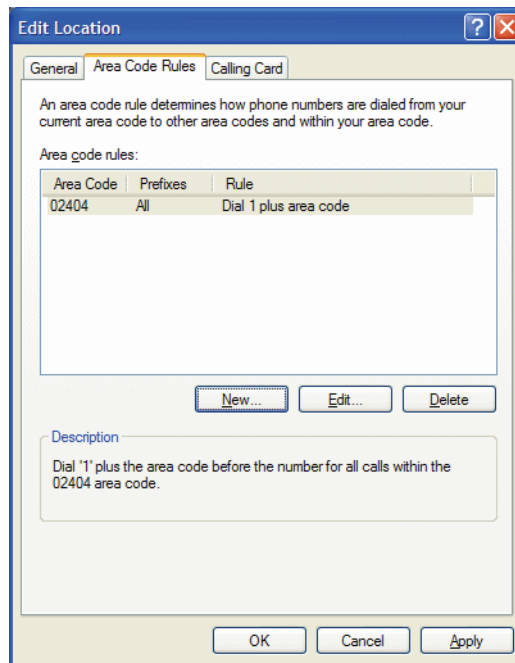 Edit Location
General Area Code Rules Calling Card
An area code rule determines how phone numbers are dialed from your
current area code to other area codes and within your area code.
Area code rules:
Area Code Prefixes Rule
02404 All Dial 1 plus area code
New... Edit... Delete
Description
Dial '1' plus the area code before the number for all calls within the
02404 area code.
OK Cancel Apply